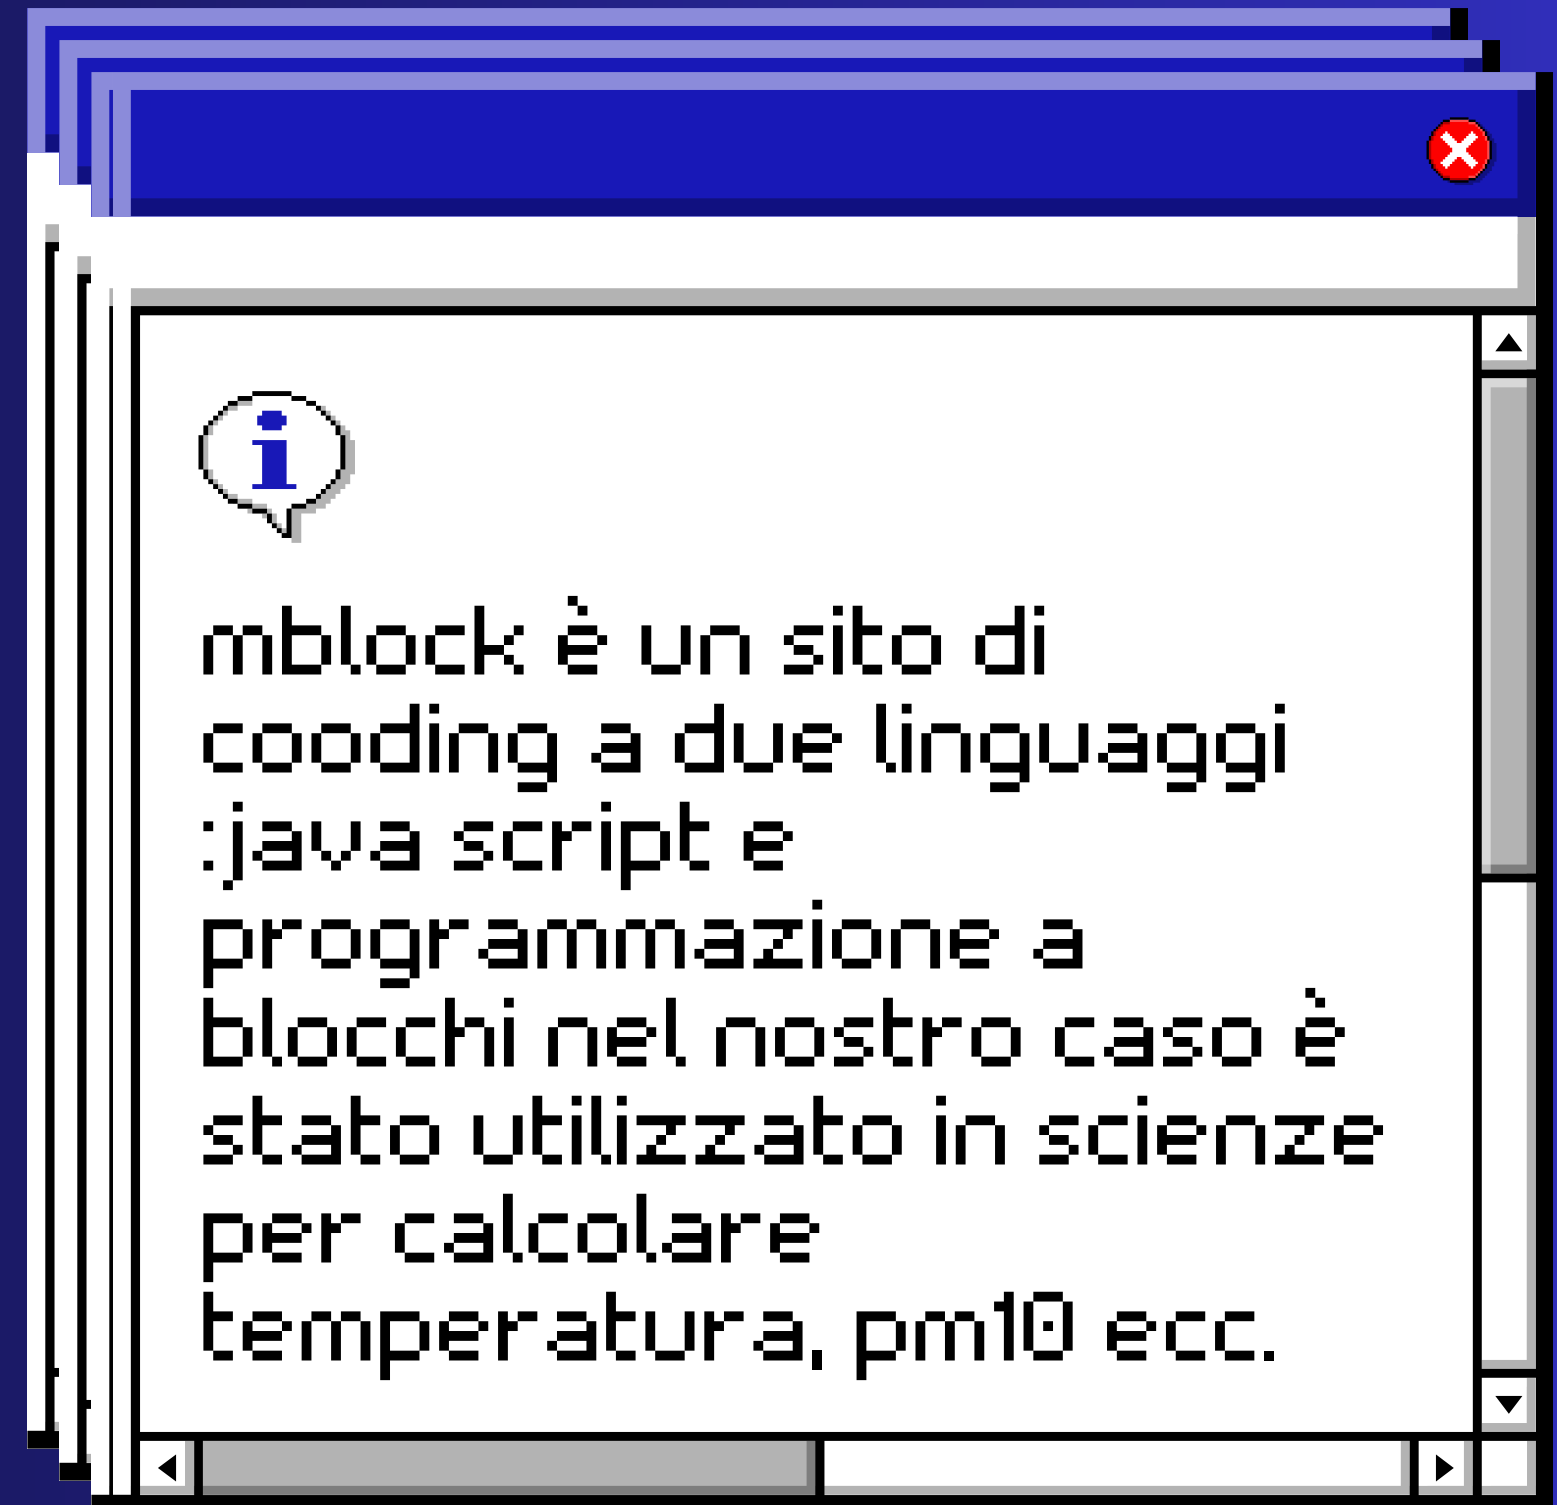 i
mblock è un sito di
cooding a due linguaggi
:java script e
programmazione a
blocchi nel nostro caso è
stato utilizzato in scienze
per calcolare
temperatura, pm10 ecc.